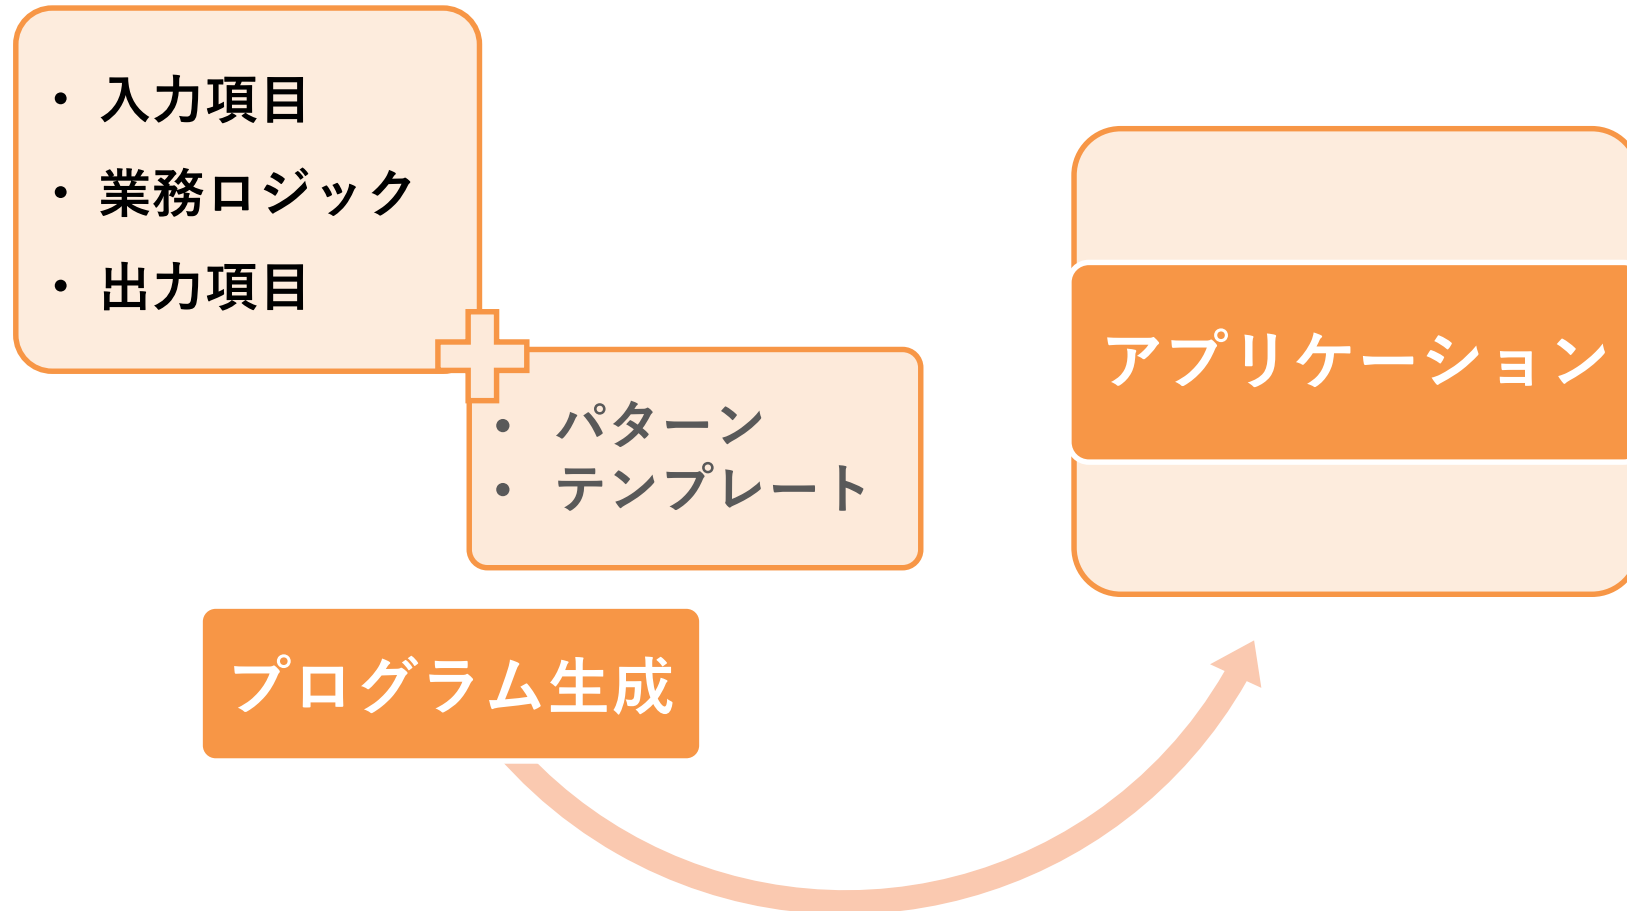 • 入力項目
• 業務ロジック
• 出力項目
• パターン
• テンプレート
プログラム生成
アプリケーション